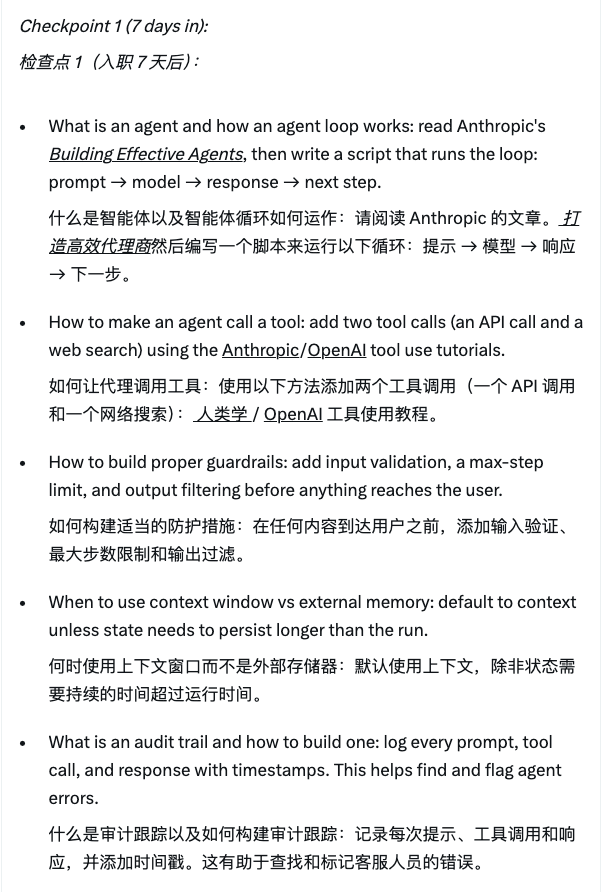 Checkpoint 1 (7 days in):
检查点 1（入职 7 天后）：
• What is an agent and how an agent loop works: read Anthropic's
Building Effective Agents, then write a script that runs the loop:
prompt → model → response → next step.
什么是智能体以及智能体循环如何运作：请阅读 Anthropic 的文章。 打
造高效代理商然后编写一个脚本来运行以下循环：提示 → 模型 → 响应
→ 下一步。
• How to make an agent call a tool: add two tool calls (an API call and a
web search) using the Anthropic/OpenAI tool use tutorials.
如何让代理调用工具：使用以下方法添加两个工具调用（一个 API 调用
和一个网络搜索）： 人类学 / OpenAI 工具使用教程。
• How to build proper guardrails: add input validation, a max-step
limit, and output filtering before anything reaches the user.
如何构建适当的防护措施：在任何内容到达用户之前，添加输入验证、
最大步数限制和输出过滤。
• When to use context window vs external memory: default to context
unless state needs to persist longer than the run.
何时使用上下文窗口而不是外部存储器：默认使用上下文，除非状态需
要持续的时间超过运行时间。
• What is an audit trail and how to build one: log every prompt, tool
call, and response with timestamps. This helps find and flag agent
errors.
什么是审计跟踪以及如何构建审计跟踪：记录每次提示、工具调用和响
应，并添加时间戳。这有助于查找和标记客服人员的错误。